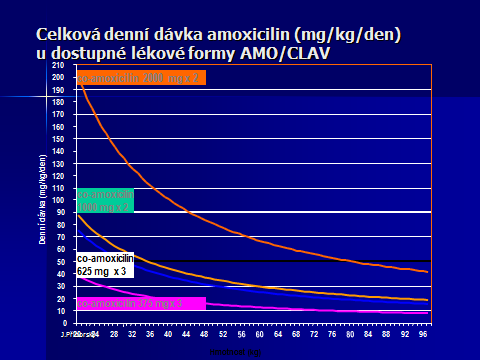 Celková denní dávka amoxicilin (mg/kg/den)
u dostupné lékové formy AMO/CLAV
Denní dávka (mg/kg/den)
210
200
190
180
170
160
150
140
130
120
110
100
90
80
70
60
50
40
30
20
10
0
co-amoxicilin 2000 mg x 2
co-amoxicilin
1000 mg x 2
co-amoxicilin
625 mg x 3
co-amoxicilin 375 mg x 3
20 24 28 32 36 40 44 48 52 56 60 64 68 72 76 80 84 88 92 96